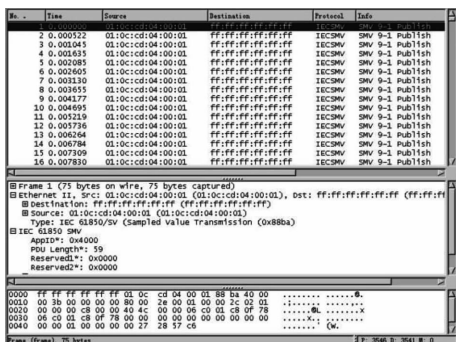 No. . Time Source Destination Protocol Info
1 0.000000 01:0c:cd:04:00:01 ff:ff:ff:ff:ff:ff IECSMV SMV 9-1 Publish
2 0.000522 01:0c:cd:04:00:01 ff:ff:ff:ff:ff:ff IECSMV SMV 9-1 Publish
3 0.001045 01:0c:cd:04:00:01 ff:ff:ff:ff:ff:ff IECSMV SMV 9-1 Publish
4 0.001635 01:0c:cd:04:00:01 ff:ff:ff:ff:ff:ff IECSMV SMV 9-1 Publish
5 0.002085 01:0c:cd:04:00:01 ff:ff:ff:ff:ff:ff IECSMV SMV 9-1 Publish
6 0.002605 01:0c:cd:04:00:01 ff:ff:ff:ff:ff:ff IECSMV SMV 9-1 Publish
7 0.003130 01:0c:cd:04:00:01 ff:ff:ff:ff:ff:ff IECSMV SMV 9-1 Publish
8 0.003655 01:0c:cd:04:00:01 ff:ff:ff:ff:ff:ff IECSMV SMV 9-1 Publish
9 0.004177 01:0c:cd:04:00:01 ff:ff:ff:ff:ff:ff IECSMV SMV 9-1 Publish
10 0.004695 01:0c:cd:04:00:01 ff:ff:ff:ff:ff:ff IECSMV SMV 9-1 Publish
11 0.005219 01:0c:cd:04:00:01 ff:ff:ff:ff:ff:ff IECSMV SMV 9-1 Publish
12 0.005736 01:0c:cd:04:00:01 ff:ff:ff:ff:ff:ff IECSMV SMV 9-1 Publish
13 0.006264 01:0c:cd:04:00:01 ff:ff:ff:ff:ff:ff IECSMV SMV 9-1 Publish
14 0.006784 01:0c:cd:04:00:01 ff:ff:ff:ff:ff:ff IECSMV SMV 9-1 Publish
15 0.007309 01:0c:cd:04:00:01 ff:ff:ff:ff:ff:ff IECSMV SMV 9-1 Publish
16 0.007830 01:0c:cd:04:00:01 ff:ff:ff:ff:ff:ff IECSMV SMV 9-1 Publish
Frame 1 (75 bytes on wire, 75 bytes captured)
Ethernet II, Src: 01:0c:cd:04:00:01 (01:0c:cd:04:00:01), Dst: ff:ff:ff:ff:ff:ff (ff:ff:ff:ff
Destination: ff:ff:ff:ff:ff:ff (ff:ff:ff:ff:ff:ff)
Source: 01:0c:cd:04:00:01 (01:0c:cd:04:00:01)
Type: IEC 61850/SV (Sampled Value Transmission (0x88ba)
IEC 61850 SMV
AppID*: 0x4000
PDU Length*: 59
Reserved1*: 0x0000
Reserved2*: 0x0000
0000 ff ff ff ff ff ff 01 0c cd 04 00 01 88 ba 40 00 ........ ......@.
0010 00 3b 00 00 00 00 80 00 2e 00 01 00 00 2c 02 01
0020 00 00 00 c8 00 00 40 4c 00 00 06 c0 01 c8 0f 78
0030 06 c0 01 c8 0f 78 00 00 00 00 00 00 00 00 00 00
0040 00 00 01 00 00 00 00 27 28 57 c6 .......' (W.
Frame (frame), 75 bytes P: 3546 D: 3541 M: 0